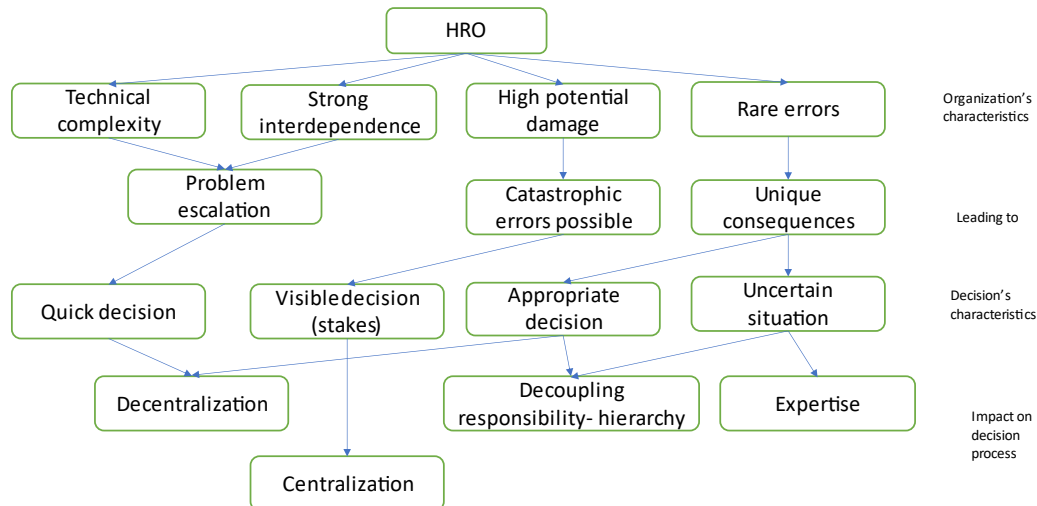 HRO
Technical
complexity
Strong
interdependence
High potential
damage
Rare errors
Organization's
characteristics
Problem
escalation
Catastrophic
errors possible
Unique
consequences
Leading to
Quick decision
Visible decision
(stakes)
Appropriate
decision
Uncertain
situation
Decision's
characteristics
Decentralization
Decoupling
responsibility- hierarchy
Expertise
Impact on
decision
process
Centralization